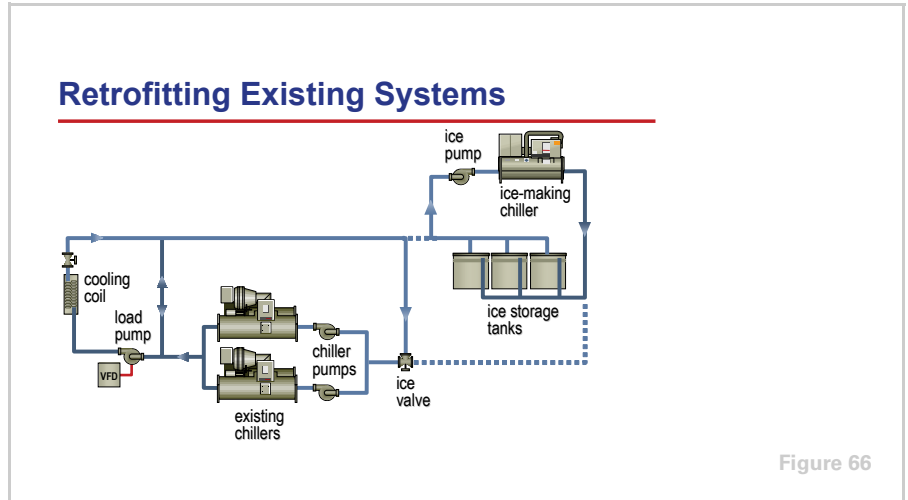 Retrofitting Existing Systems
ice
pump
ice-making
chiller
cooling
coil
load
pump
VFD
chiller
pumps
existing
chillers
ice
valve
ice storage
tanks
Figure 66